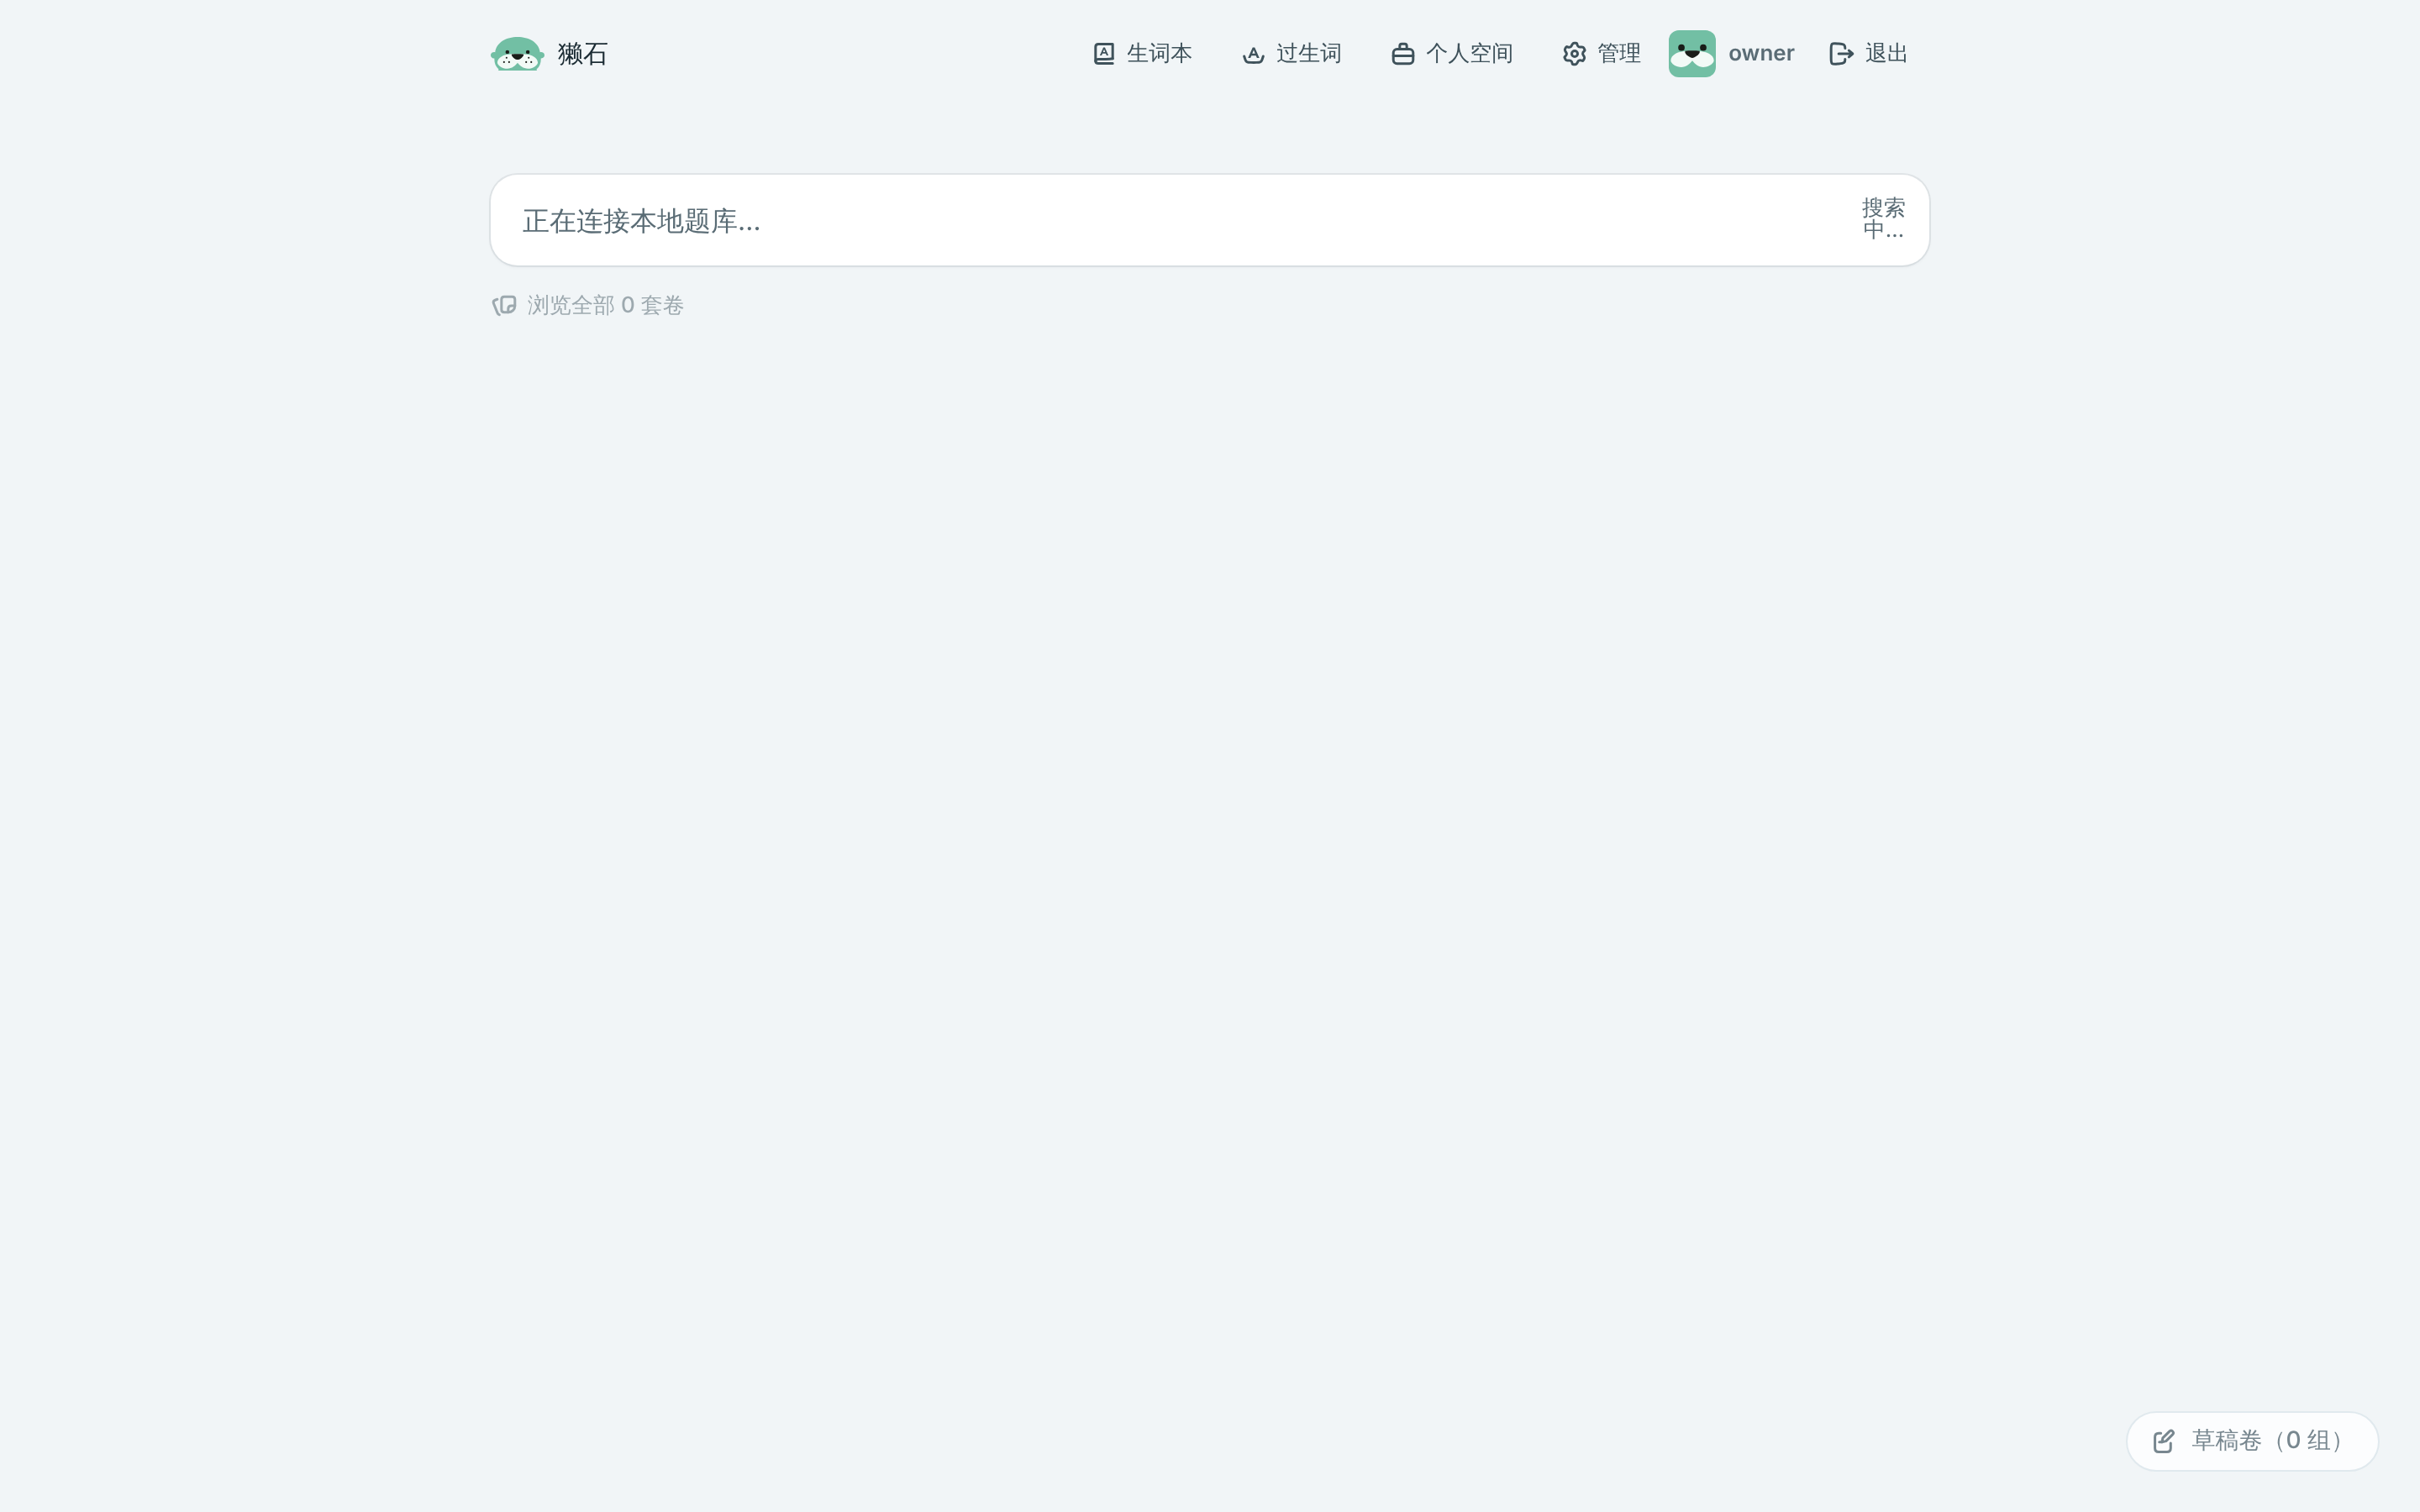 獭石
生词本
过生词
个人空间
管理
owner
退出
正在连接本地题库...
搜索
中...
浏览全部 0 套卷
草稿卷（0 组）